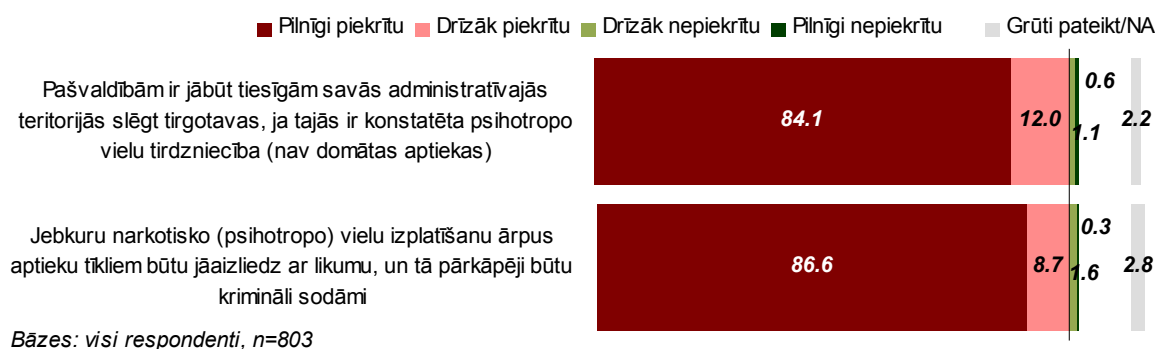 Pilnīgi piekrītu Drīzāk piekrītu Drīzāk nepiekrītu Pilnīgi nepiekrītu Grūti pateikt/NA
Pašvaldībām ir jābūt tiesīgām savās administratīvajās
teritorijās slēgt tirgotavas, ja tajās ir konstatēta psihotropo
vielu tirdzniecība (nav domātas aptiekas)
84.1 12.0 1.1 0.6 2.2
Jebkuru narkotisko (psihotropo) vielu izplatīšanu ārpus
aptieku tīkliem būtu jāaizliedz ar likumu, un tā pārkāpēji būtu
krimināli sodāmi
86.6 8.7 1.6 0.3 2.8
Bāzes: visi respondenti, n=803